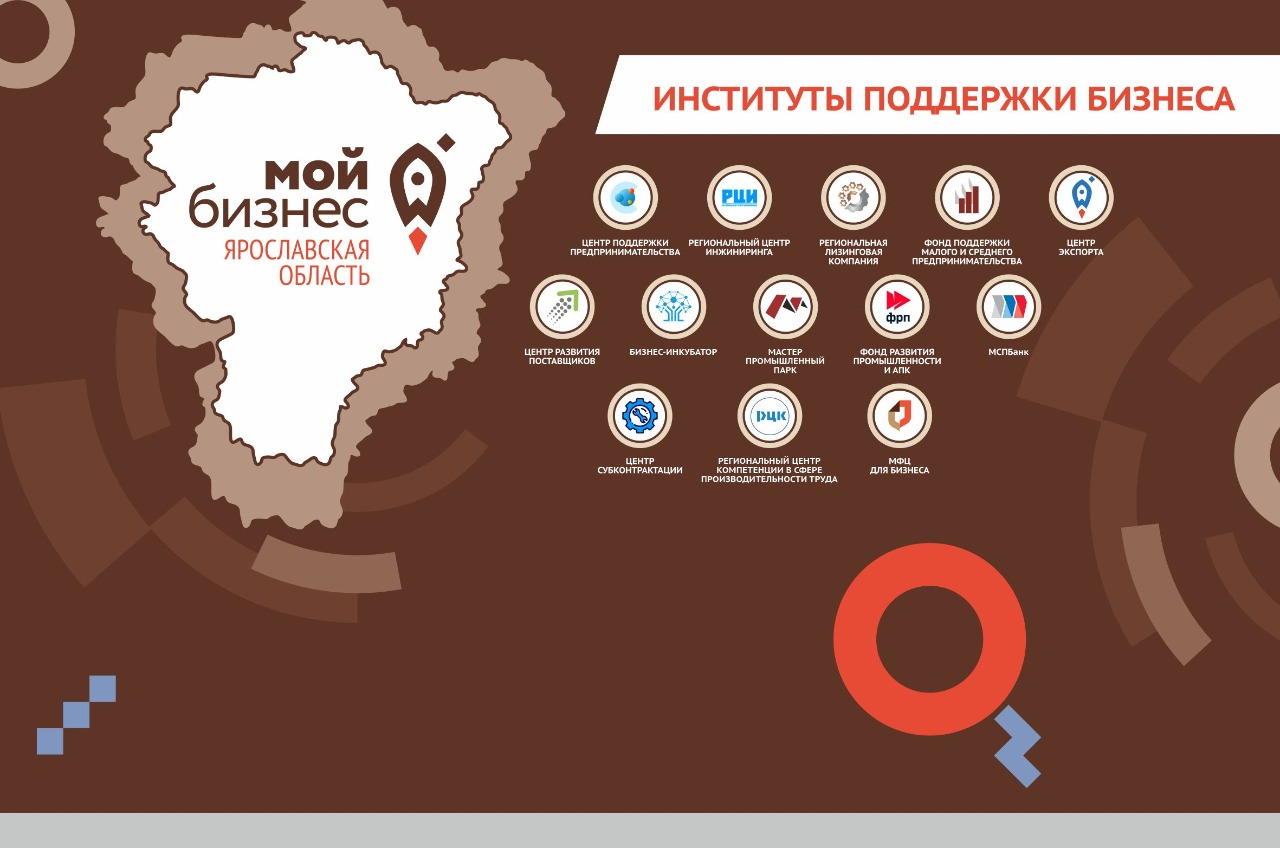 ИНСТИТУТЫ ПОДДЕРЖКИ БИЗНЕСА
мой
бизнес
ЯРОСЛАВСКАЯ
ОБЛАСТЬ
ЦЕНТР ПОДДЕРЖКИ
ПРЕДПРИНИМАТЕЛЬСТВА
РЦИ
РЕГИОНАЛЬНЫЙ ЦЕНТР
ИНЖИНИРИНГА
РЕГИОНАЛЬНАЯ
ЛИЗИНГОВАЯ
КОМПАНИЯ
ФОНД ПОДДЕРЖКИ
МАЛОГО И СРЕДНЕГО
ПРЕДПРИНИМАТЕЛЬСТВА
ЦЕНТР
ЭКСПОРТА
ЦЕНТР РАЗВИТИЯ
ПОСТАВЩИКОВ
БИЗНЕС-ИНКУБАТОР
МАСТЕР
ПРОМЫШЛЕННЫЙ
ПАРК
фрп
ФОНД РАЗВИТИЯ
ПРОМЫШЛЕННОСТИ
И АПК
МСПБанк
ЦЕНТР
СУБКОНТРАКТАЦИИ
рцк
РЕГИОНАЛЬНЫЙ ЦЕНТР
КОМПЕТЕНЦИИ В СФЕРЕ
ПРОИЗВОДИТЕЛЬНОСТИ ТРУДА
МФЦ
ДЛЯ БИЗНЕСА